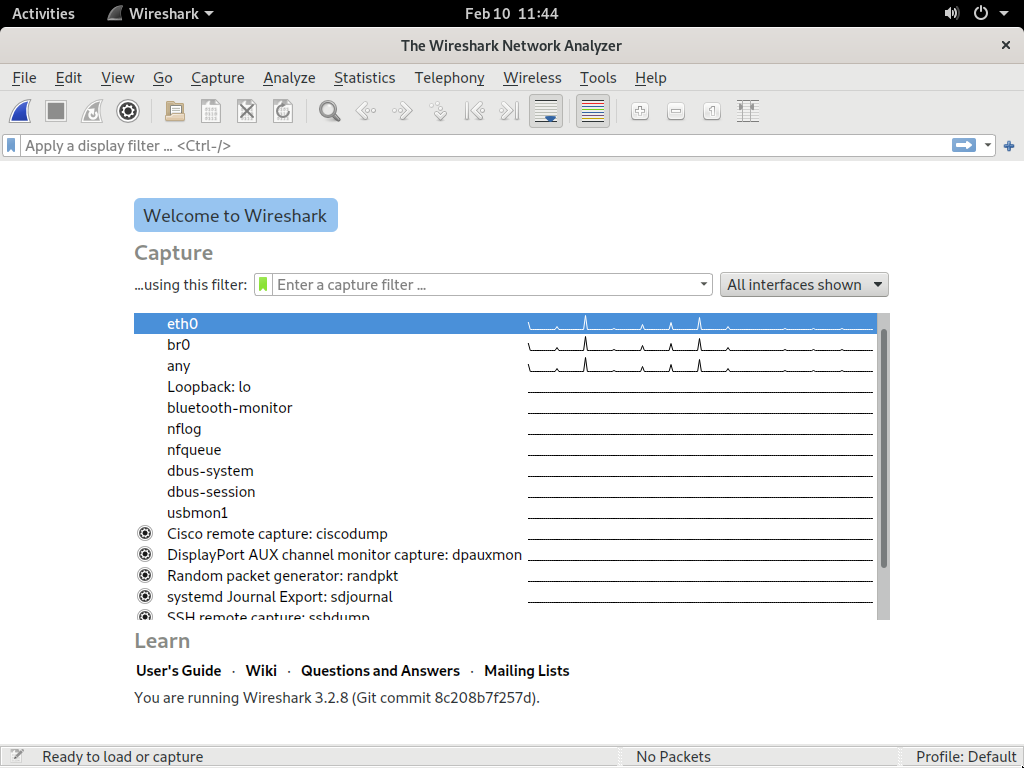 Activities Wireshark Feb 10 11:44
The Wireshark Network Analyzer
File Edit View Go Capture Analyze Statistics Telephony Wireless Tools Help
Apply a display filter ... <Ctrl-/>
Welcome to Wireshark
Capture
...using this filter: Enter a capture filter ... All interfaces shown
eth0
br0
any
Loopback: lo
bluetooth-monitor
nflog
nfqueue
dbus-system
dbus-session
usbmon1
Cisco remote capture: ciscodump
DisplayPort AUX channel monitor capture: dpauxmon
Random packet generator: randpkt
systemd Journal Export: sdjournal
SSH remote capture: sshdump
Learn
User's Guide · Wiki · Questions and Answers · Mailing Lists
You are running Wireshark 3.2.8 (Git commit 8c208b7f257d).
Ready to load or capture No Packets Profile: Default